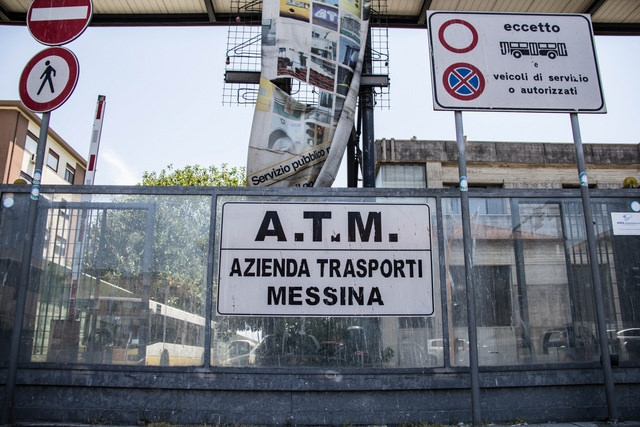 eccetto
e
veicoli di servizio
o autorizzati
Servizio pubblico
A.T.M.
AZIENDA TRASPORTI
MESSINA